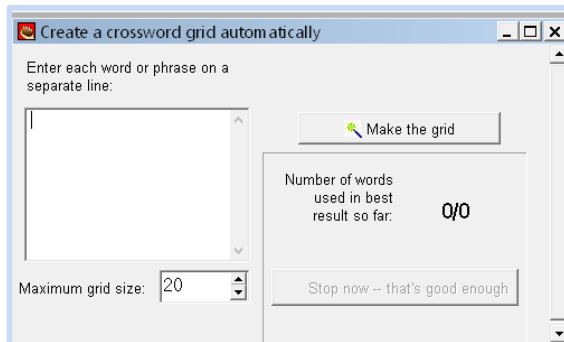 Create a crossword grid automatically
Enter each word or phrase on a
separate line:
Make the grid
Number of words
used in best
result so far:
0/0
Maximum grid size:
20
Stop now -- that's good enough